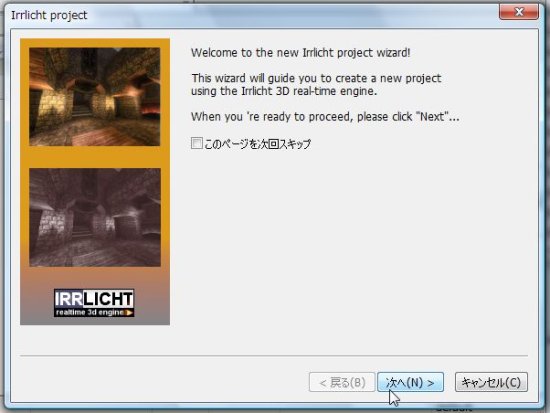 Irrlicht project
Welcome to the new Irrlicht project wizard!
This wizard will guide you to create a new project
using the Irrlicht 3D real-time engine.
When you 're ready to proceed, please click "Next"...
このページを次回スキップ
IRRLICHT
realtime 3d engine
< 戻る(B)
次へ(N) >
キャンセル(C)
default